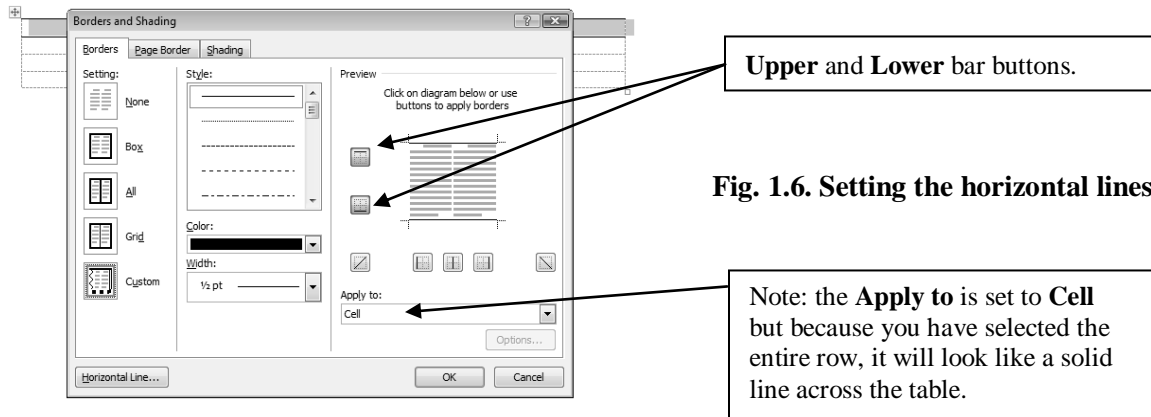 Borders and Shading
Borders Page Border Shading
Setting:
None
Box
All
Grid
Custom
Style:
Color:
Width:
½ pt
Preview
Click on diagram below or use
buttons to apply borders
Apply to:
Cell
Options...
Horizontal Line...
OK
Cancel
Upper and Lower bar buttons.
Fig. 1.6. Setting the horizontal lines
Note: the Apply to is set to Cell
but because you have selected the
entire row, it will look like a solid
line across the table.